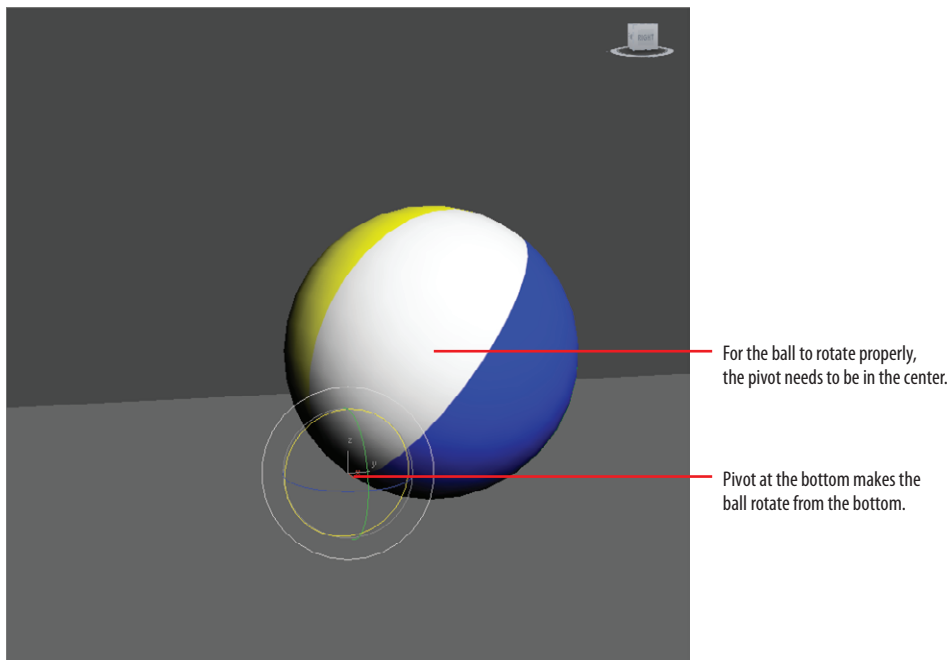 RIGHT
For the ball to rotate properly,
the pivot needs to be in the center.
z
y
Pivot at the bottom makes the
ball rotate from the bottom.